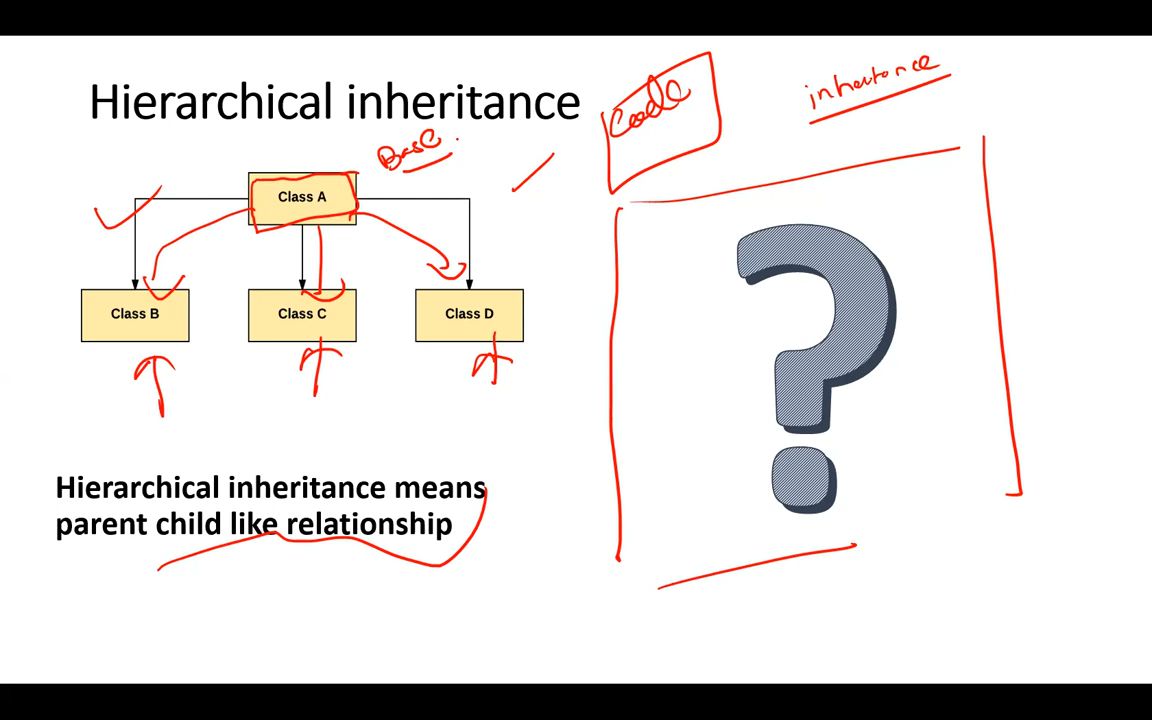 Hierarchical inheritance
Code
inheritance
Base
Class A
Class B
Class C
Class D
Hierarchical inheritance means
parent child like relationship
?